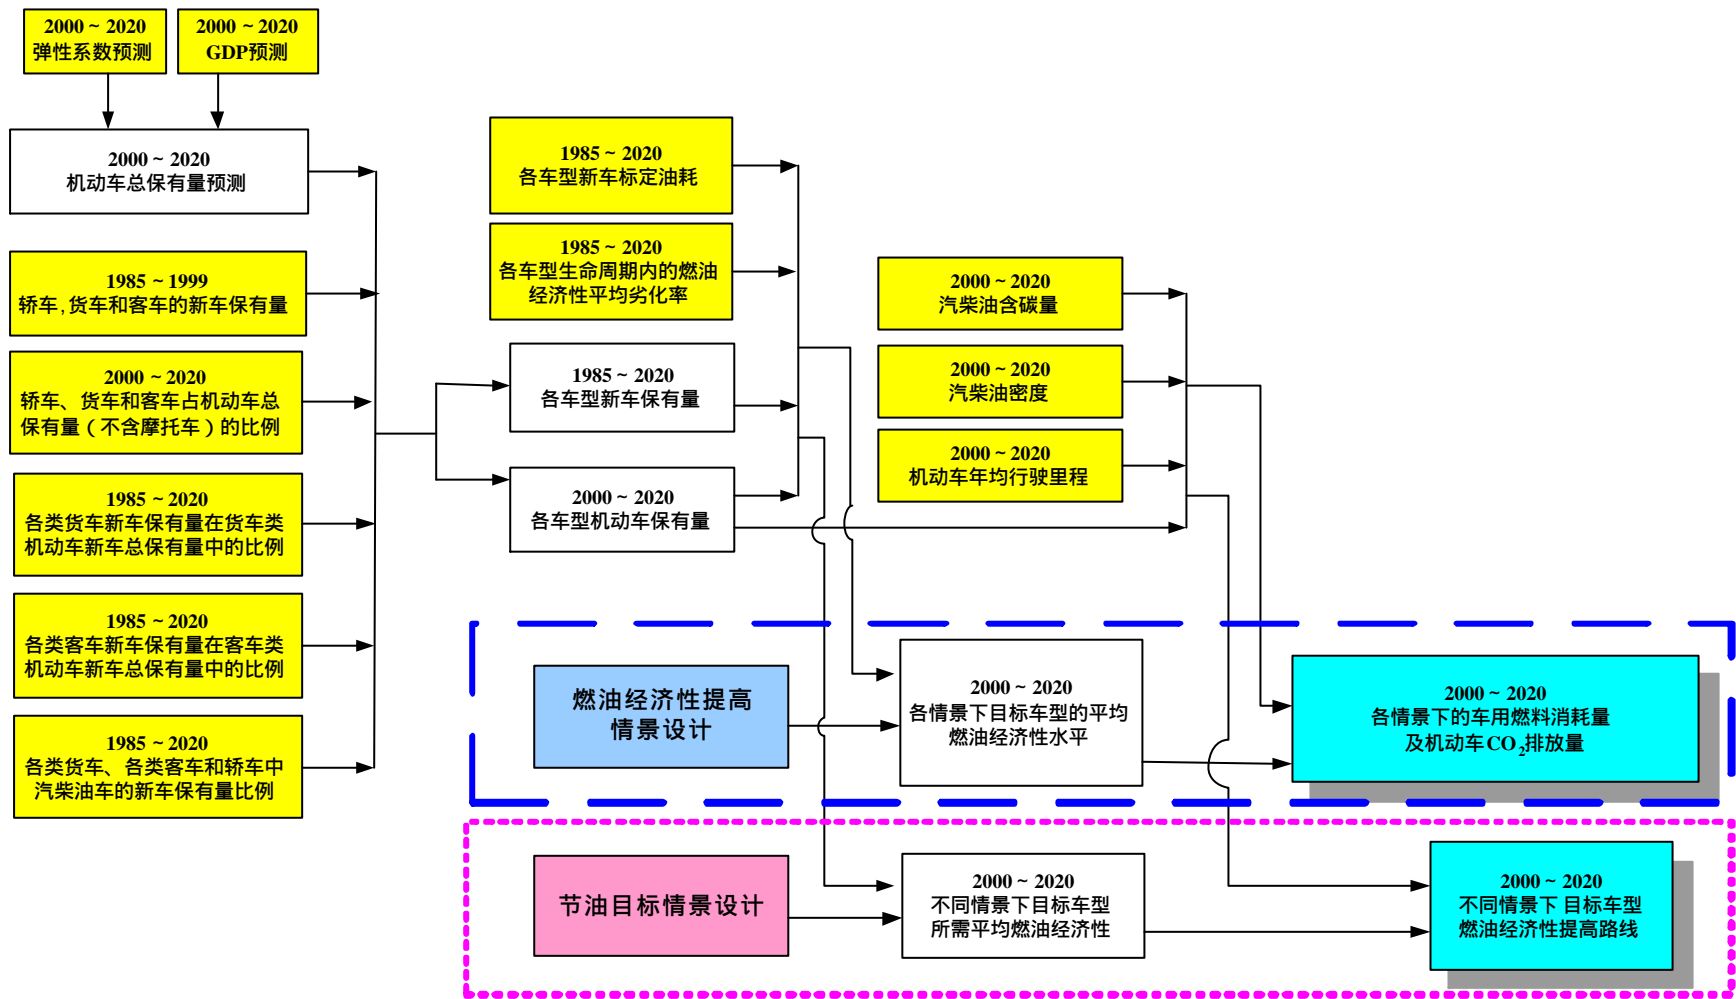 2000～2020
弹性系数预测
2000～2020
GDP预测
2000～2020
机动车总保有量预测
1985～1999
轿车,货车和客车的新车保有量
2000～2020
轿车、货车和客车占机动车总
保有量（不含摩托车）的比例
1985～2020
各类货车新车保有量在货车类
机动车新车总保有量中的比例
1985～2020
各类客车新车保有量在客车类
机动车新车总保有量中的比例
1985～2020
各类货车、各类客车和轿车中
汽柴油车的新车保有量比例
1985～2020
各车型新车标定油耗
1985～2020
各车型生命周期内的燃油
经济性平均劣化率
1985～2020
各车型新车保有量
2000～2020
各车型机动车保有量
2000～2020
汽柴油含碳量
2000～2020
汽柴油密度
2000～2020
机动车年均行驶里程
燃油经济性提高
情景设计
2000～2020
各情景下目标车型的平均
燃油经济性水平
2000～2020
各情景下的车用燃料消耗量
及机动车CO₂排放量
节油目标情景设计
2000～2020
不同情景下目标车型
所需平均燃油经济性
2000～2020
不同情景下 目标车型
燃油经济性提高路线